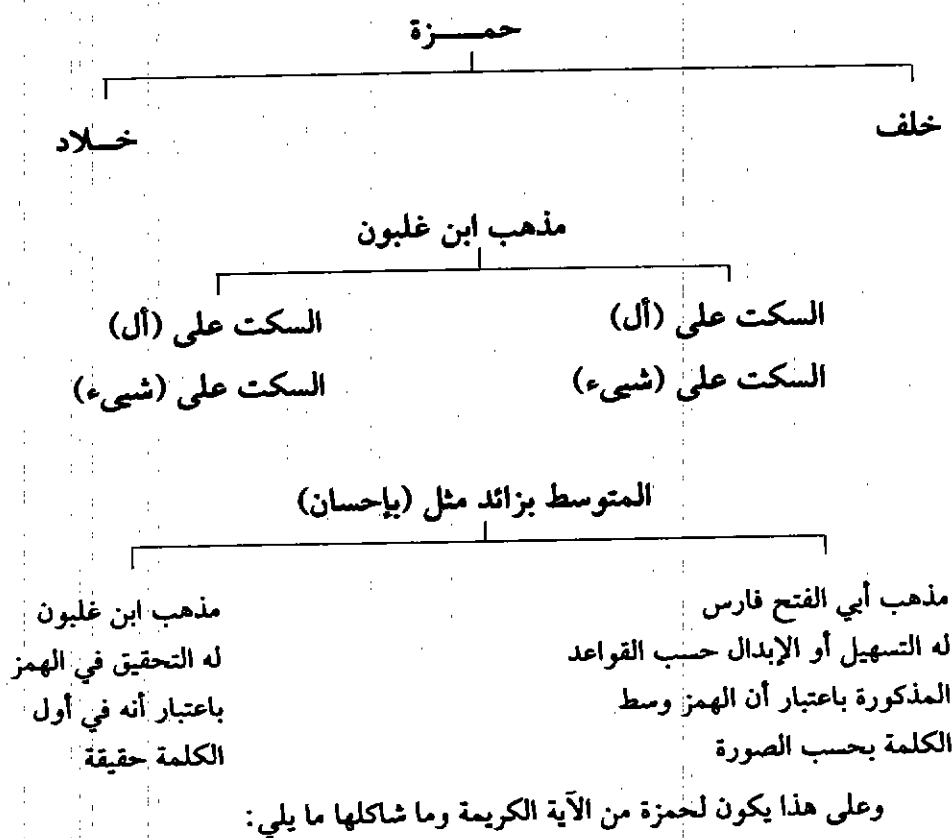 حمـــزة
خلف خـــلاد
مذهب ابن غلبون
السكت على (أل) السكت على (أل)
السكت على (شيىء) السكت على (شيىء)
المتوسط بزائد مثل (بإحسان)
مذهب أبي الفتح فارس مذهب ابن غلبون
له التسهيل أو الإبدال حسب القواعد له التحقيق في الهمز
المذكورة باعتبار أن الهمز وسط باعتبار أنه في أول
الكلمة بحسب الصورة الكلمة حقيقة
وعلى هذا يكون لحمزة من الآية الكريمة وما شاكلها ما يلي: